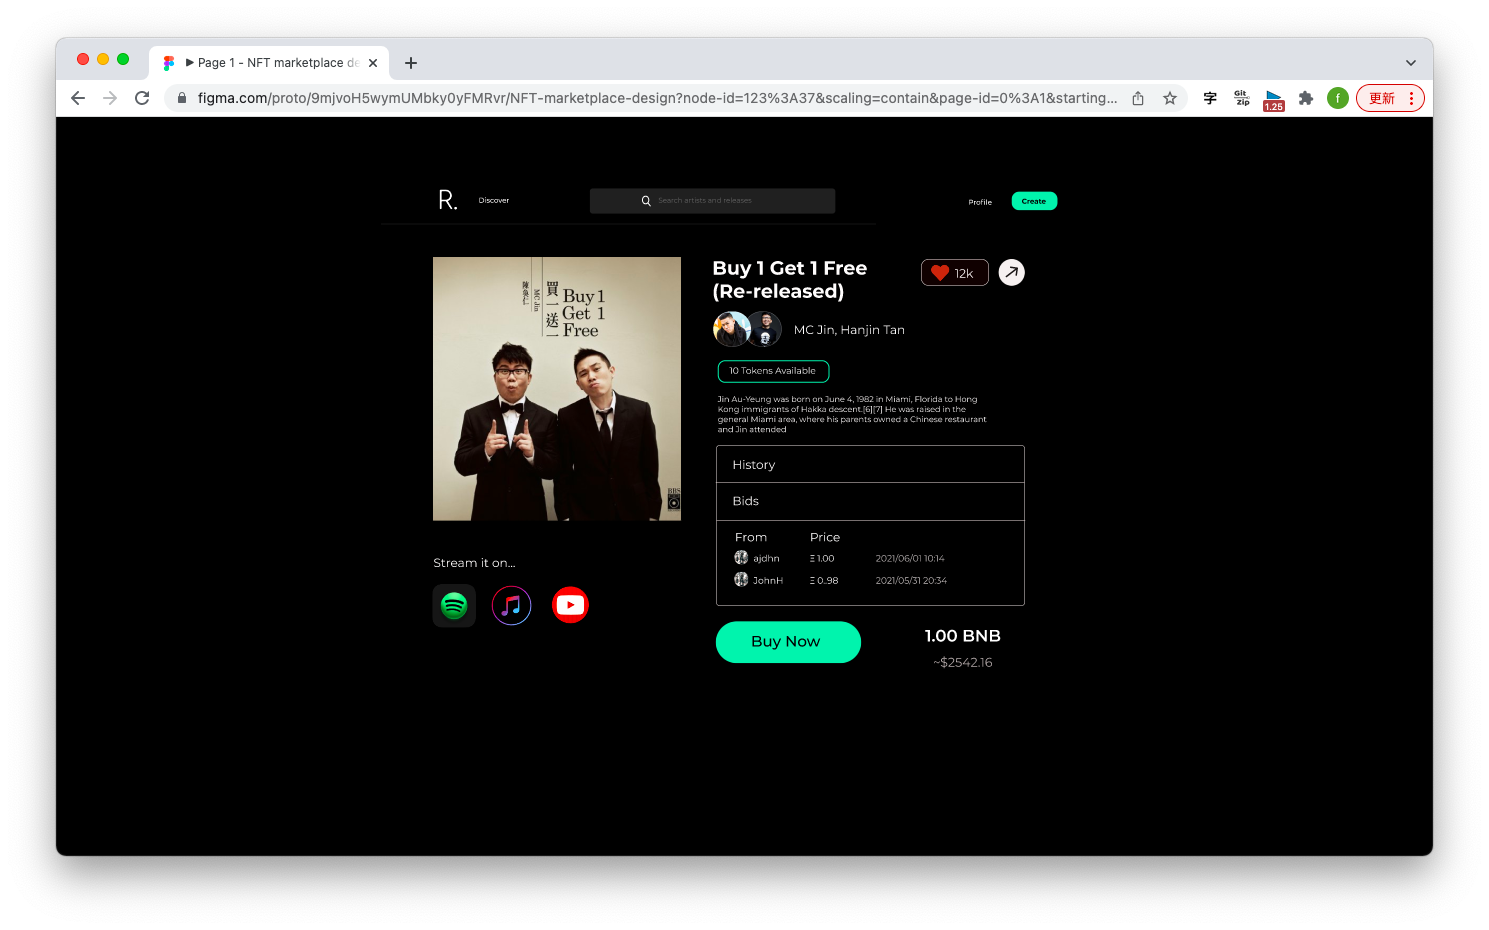 Page 1 - NFT marketplace de
figma.com/proto/9mjvoH5wymUMbky0yFMRvr/NFT-marketplace-design?node-id=123%3A37&scaling=contain&page-id=0%3A1&starting...
字
Git
Zip
1.25
f
更新
R.
Discover
Search artists and releases
Profile
Create
陳奐仁
MC Jin
買一送一
Buy 1
Get 1
Free
Buy 1 Get 1 Free
(Re-released)
12k
MC Jin, Hanjin Tan
10 Tokens Available
Jin Au-Yeung was born on June 4, 1982 in Miami, Florida to Hong
Kong immigrants of Hakka descent.[6][7] He was raised in the
general Miami area, where his parents owned a Chinese restaurant
and Jin attended
History
Bids
From Price
ajdhn Ξ 1.00 2021/06/01 10:14
JohnH Ξ 0..98 2021/05/31 20:34
Stream it on...
Buy Now
1.00 BNB
~$2542.16